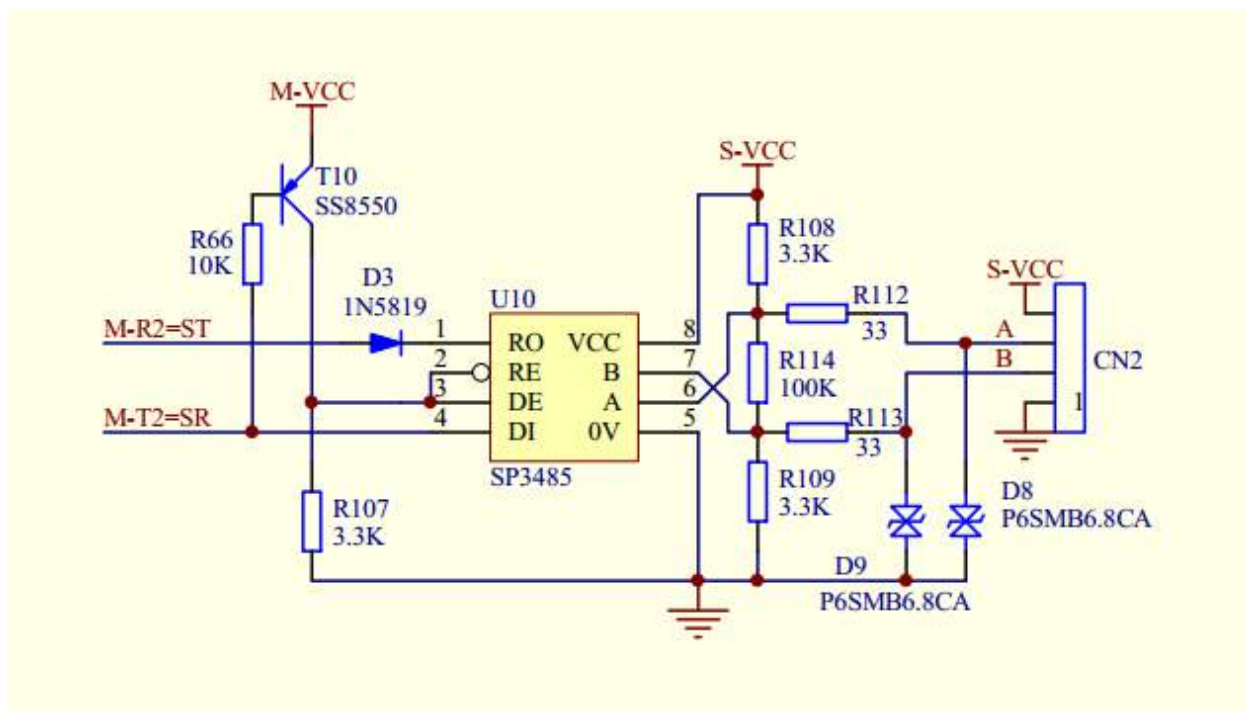 M-VCC
T10
SS8550
R66
10K
D3
1N5819
M-R2=ST
M-T2=SR
R107
3.3K
U10
1
2
3
4
RO
RE
DE
DI
VCC
B
A
0V
8
7
6
5
SP3485
S-VCC
R108
3.3K
R112
33
R114
100K
R113
33
R109
3.3K
S-VCC
A
B
1
CN2
D8
P6SMB6.8CA
D9
P6SMB6.8CA